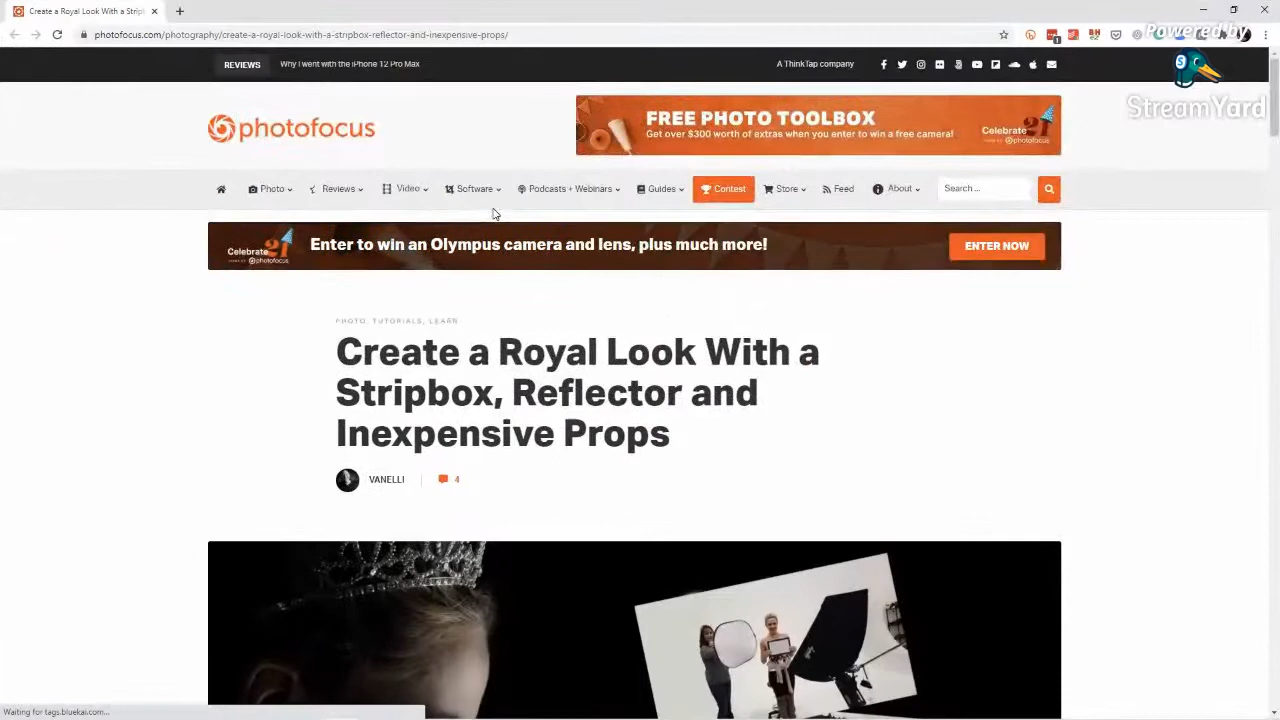 Create a Royal Look With a Strip
photofocus.com/photography/create-a-royal-look-with-a-stripbox-reflector-and-inexpensive-props/
Powered by
StreamYard
REVIEWS Why I went with the iPhone 12 Pro Max A ThinkTap company
photofocus
FREE PHOTO TOOLBOX
Get over $300 worth of extras when you enter to win a free camera!
Celebrate 21
photofocus
Photo Reviews Video Software Podcasts + Webinars Guides Contest Store Feed About Search ...
Celebrate 21
photofocus
Enter to win an Olympus camera and lens, plus much more! ENTER NOW
PHOTO, TUTORIALS, LEARN
Create a Royal Look With a
Stripbox, Reflector and
Inexpensive Props
VANELLI 4
Waiting for tags.bluekai.com...